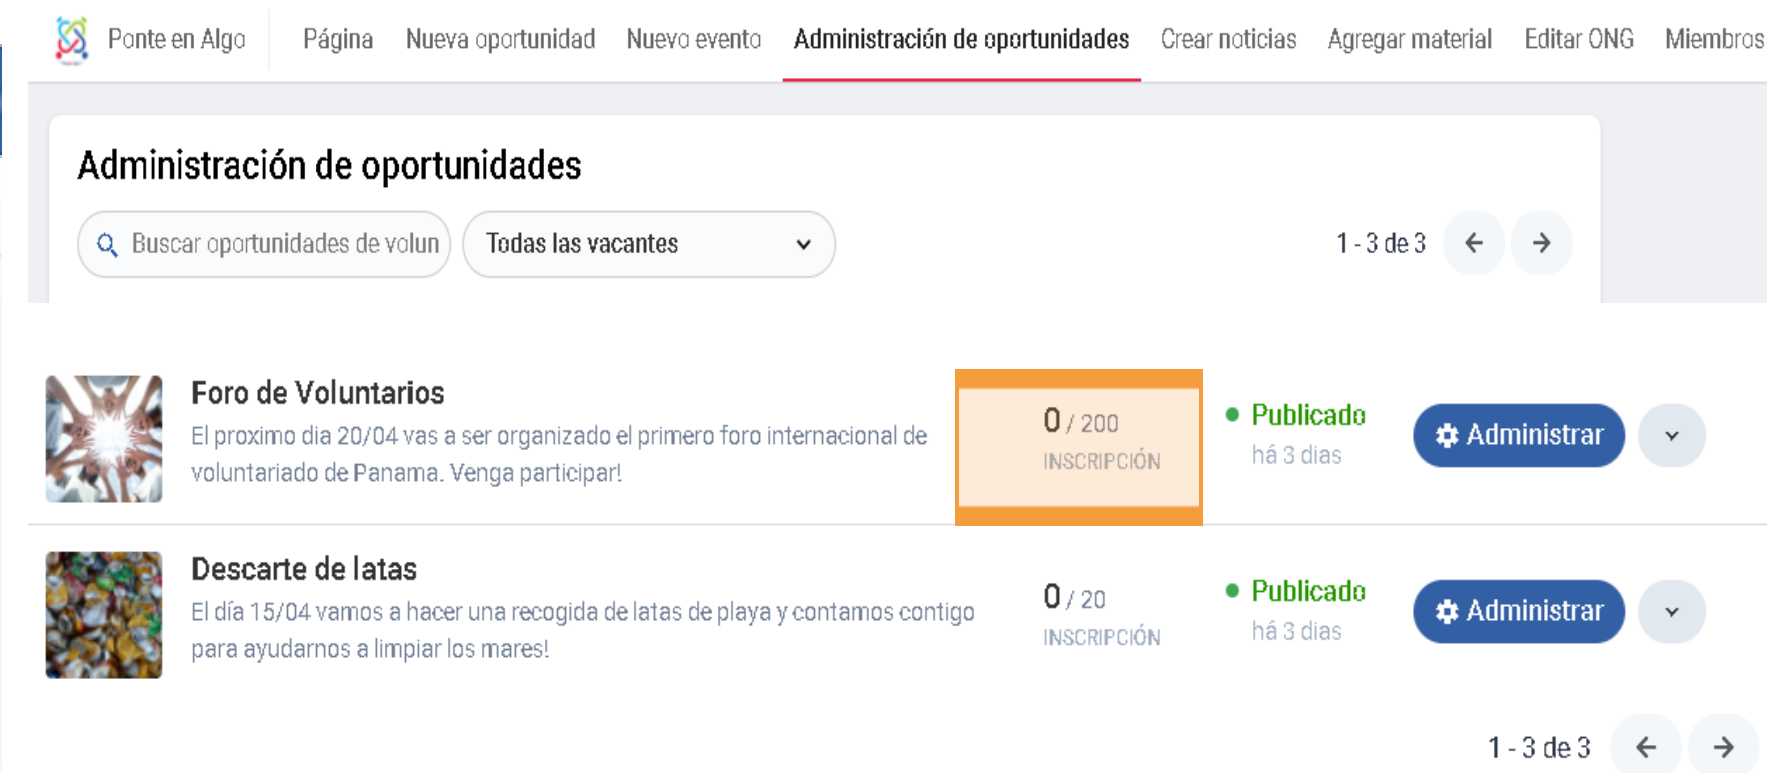 Ponte en Algo Página Nueva oportunidad Nuevo evento Administración de oportunidades Crear noticias Agregar material Editar ONG Miembros
Administración de oportunidades
Buscar oportunidades de volun Todas las vacantes 1 - 3 de 3
Foro de Voluntarios
El proximo dia 20/04 vas a ser organizado el primero foro internacional de
voluntariado de Panama. Venga participar!
0 / 200
INSCRIPCIÓN
Publicado
há 3 dias
Administrar
Descarte de latas
El día 15/04 vamos a hacer una recogida de latas de playa y contamos contigo
para ayudarnos a limpiar los mares!
0 / 20
INSCRIPCIÓN
Publicado
há 3 dias
Administrar
1 - 3 de 3